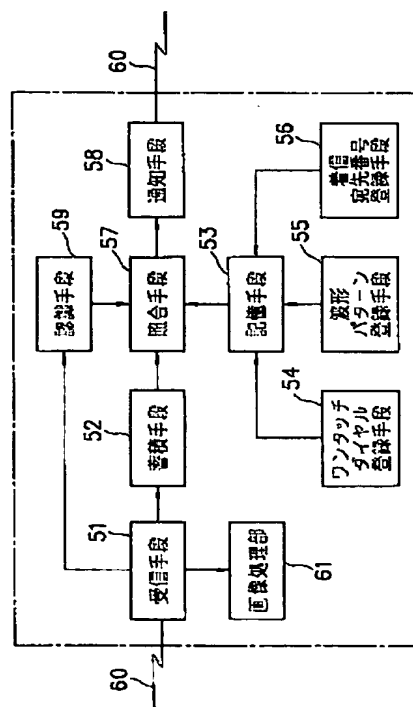 60
59
認識手段
51
受信手段
52
蓄積手段
57
照合手段
58
通知手段
60
53
記憶手段
画像処理部
61
54
ワンタッチ
ダイヤル
登録手段
55
波形
パターン
登録手段
56
着信
宛先番号
登録手段